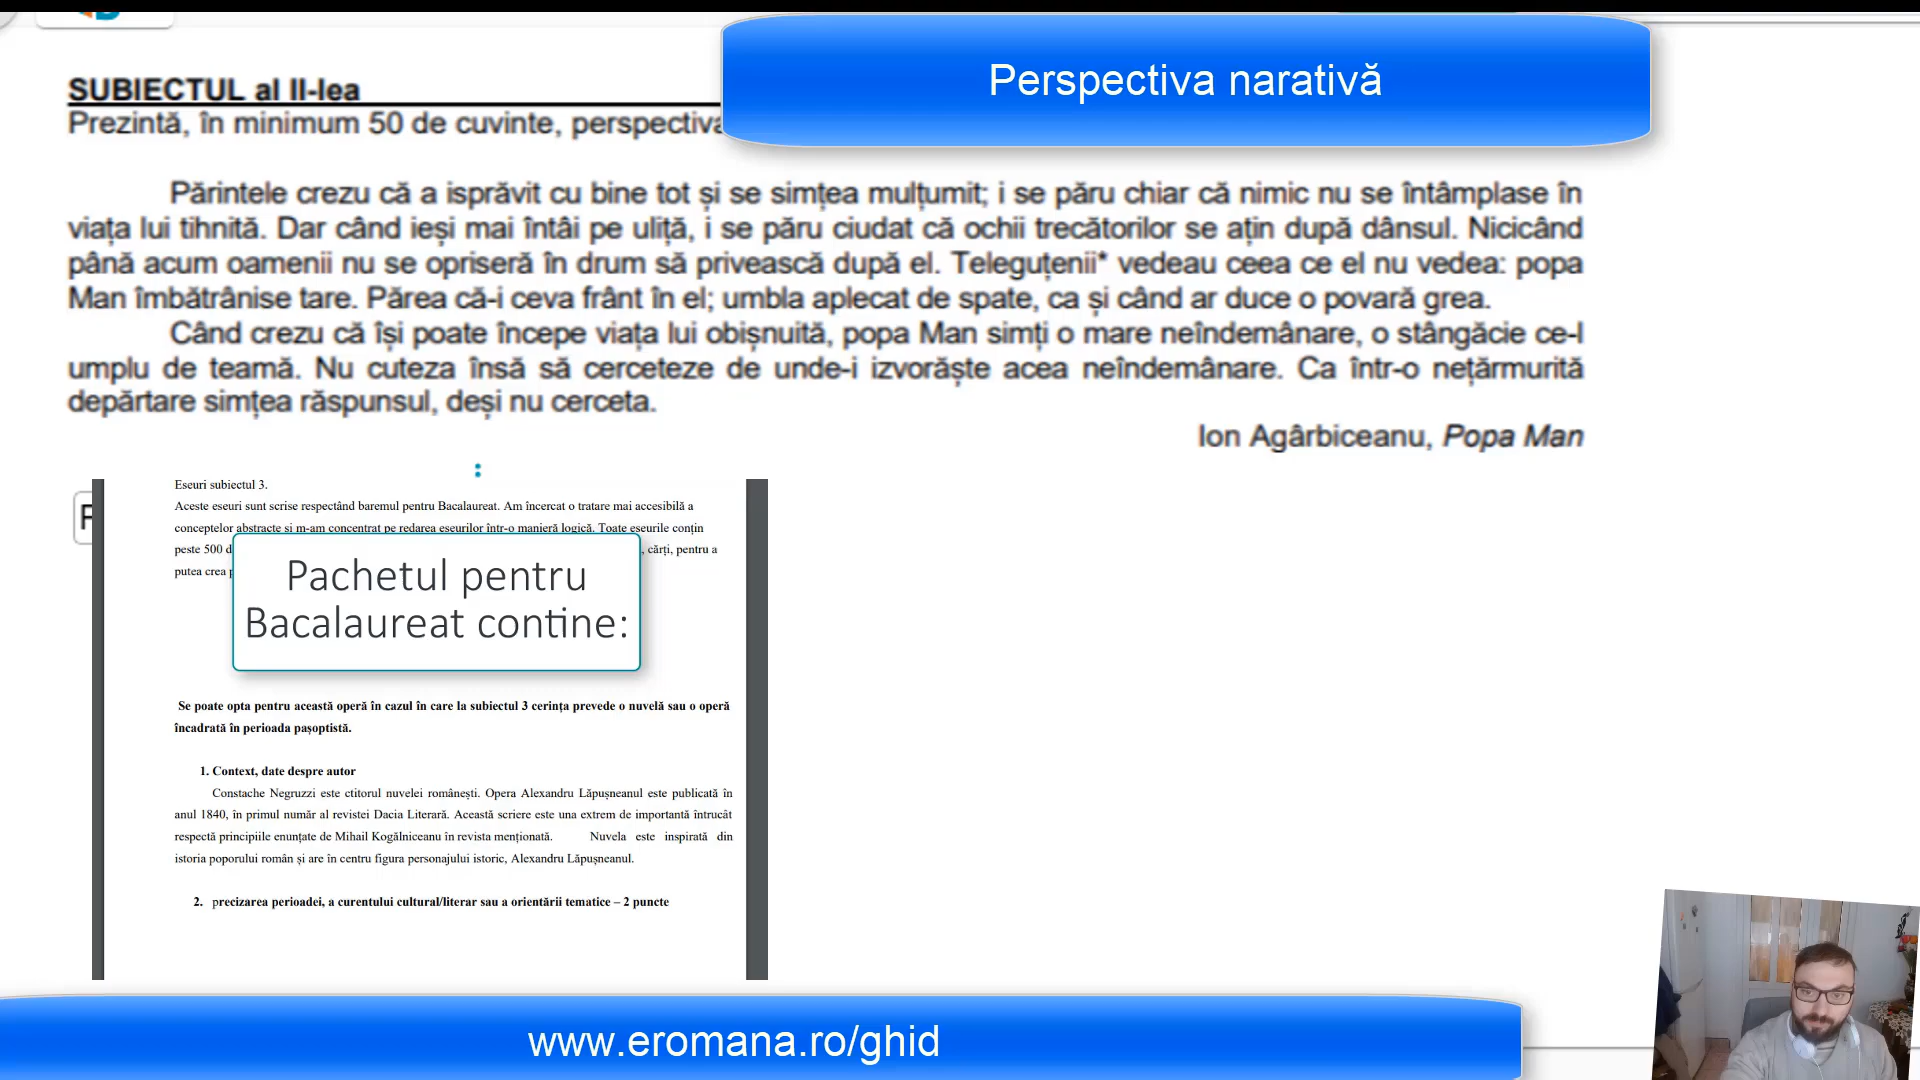 Perspectiva narativă
SUBIECTUL al II-lea
Prezintă, în minimum 50 de cuvinte, perspectiva
Părintele crezu că a isprăvit cu bine tot și se simțea mulțumit; i se păru chiar că nimic nu se întâmplase în
viața lui tihnită. Dar când ieși mai întâi pe uliță, i se păru ciudat că ochii trecătorilor se ațin după dânsul. Nicicând
până acum oamenii nu se opriseră în drum să privească după el. Teleguțenii* vedeau ceea ce el nu vedea: popa
Man îmbătrânise tare. Părea că-i ceva frânt în el; umbla aplecat de spate, ca și când ar duce o povară grea.
Când crezu că își poate începe viața lui obișnuită, popa Man simți o mare neîndemânare, o stângăcie ce-l
umplu de teamă. Nu cuteza însă să cerceteze de unde-i izvorăște acea neîndemânare. Ca într-o nețărmurită
depărtare simțea răspunsul, deși nu cerceta.
Ion Agârbiceanu, Popa Man
Eseuri subiectul 3.
Aceste eseuri sunt scrise respectând baremul pentru Bacalaureat. Am încercat o tratare mai accesibilă a
conceptelor abstracte si m-am concentrat pe redarea eseurilor într-o manieră logică. Toate eseurile conțin
peste 500 d , cărți, pentru a
putea crea p
Pachetul pentru
Bacalaureat contine:
Se poate opta pentru această operă în cazul în care la subiectul 3 cerința prevede o nuvelă sau o operă
încadrată în perioada pașoptistă.
1. Context, date despre autor
Constache Negruzzi este ctitorul nuvelei românești. Opera Alexandru Lăpușneanul este publicată în
anul 1840, în primul număr al revistei Dacia Literară. Această scriere este una extrem de importantă întrucât
respectă principiile enunțate de Mihail Kogălniceanu în revista menționată. Nuvela este inspirată din
istoria poporului român și are în centru figura personajului istoric, Alexandru Lăpușneanul.
2. precizarea perioadei, a curentului cultural/literar sau a orientării tematice – 2 puncte
www.eromana.ro/ghid